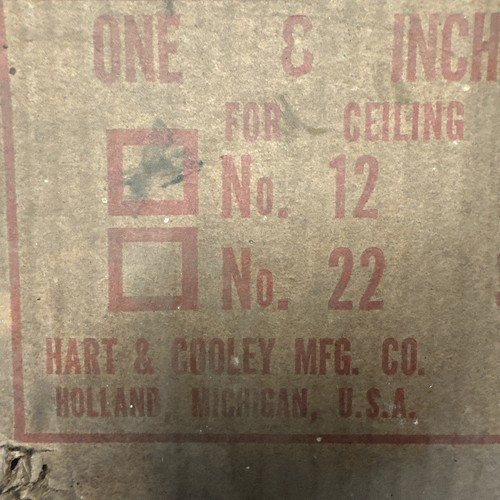 ONE & INCH
FOR CEILING
No. 12
No. 22
HART & COOLEY MFG. CO.
HOLLAND, MICHIGAN, U.S.A.